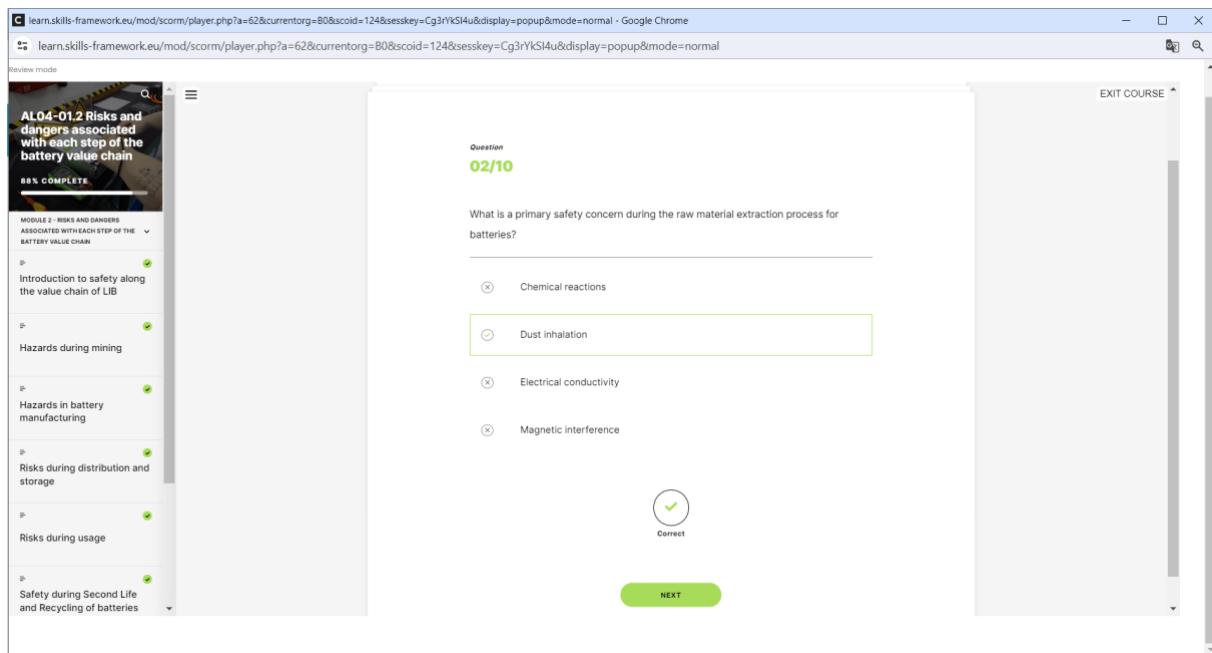 learn.skills-framework.eu/mod/scorm/player.php?a=62&currentorg=B0&scoid=124&sesskey=Cg3rYkSI4u&display=popup&mode=normal - Google Chrome
learn.skills-framework.eu/mod/scorm/player.php?a=62&currentorg=B0&scoid=124&sesskey=Cg3rYkSI4u&display=popup&mode=normal
Review mode
AL04-01.2 Risks and
dangers associated
with each step of the
battery value chain
88% COMPLETE
MODULE 2 - RISKS AND DANGERS
ASSOCIATED WITH EACH STEP OF THE
BATTERY VALUE CHAIN
Introduction to safety along
the value chain of LIB
Hazards during mining
Hazards in battery
manufacturing
Risks during distribution and
storage
Risks during usage
Safety during Second Life
and Recycling of batteries
EXIT COURSE
Question
02/10
What is a primary safety concern during the raw material extraction process for
batteries?
Chemical reactions
Dust inhalation
Electrical conductivity
Magnetic interference
Correct
NEXT